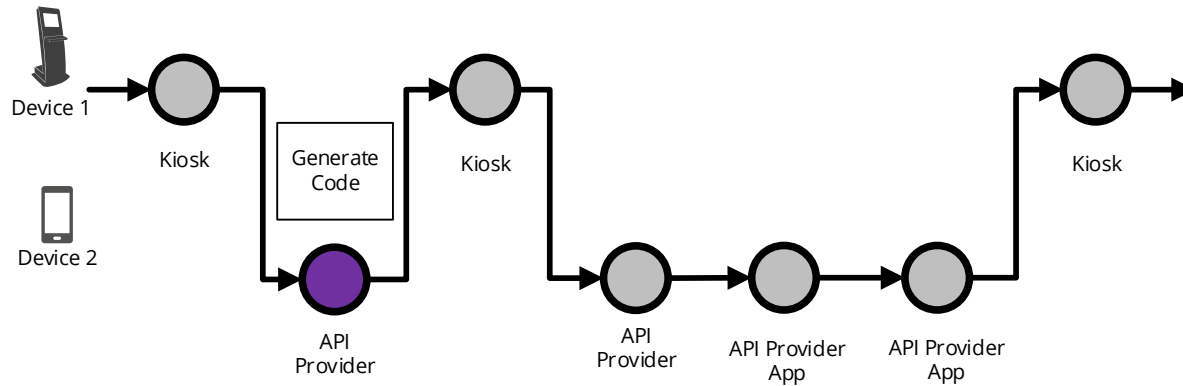 Device 1
Kiosk
Generate
Code
Kiosk
Kiosk
Device 2
API
Provider
API
Provider
API Provider
App
API Provider
App